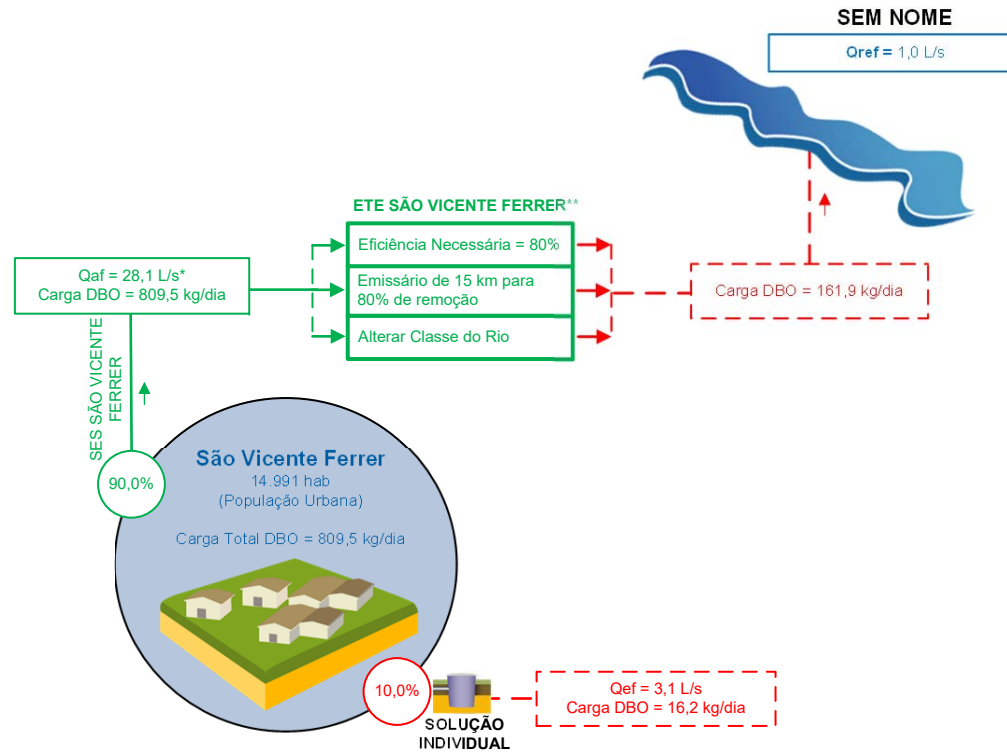 SEM NOME
Qref = 1,0 L/s
ETE SÃO VICENTE FERRER**
Eficiência Necessária = 80%
Emissário de 15 km para
80% de remoção
Alterar Classe do Rio
Qaf = 28,1 L/s*
Carga DBO = 809,5 kg/dia
Carga DBO = 161,9 kg/dia
SES SÃO VICENTE
FERRER
90,0%
São Vicente Ferrer
14.991 hab
(População Urbana)
Carga Total DBO = 809,5 kg/dia
10,0%
SOLUÇÃO
INDIVIDUAL
Qef = 3,1 L/s
Carga DBO = 16,2 kg/dia